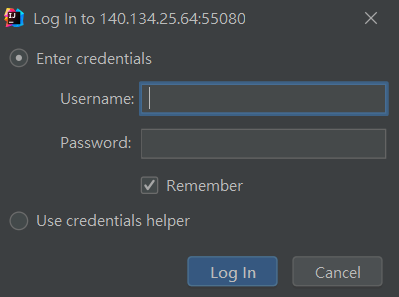 Log In to 140.134.25.64:55080
Enter credentials
Username:
Password:
Remember
Use credentials helper
Log In Cancel